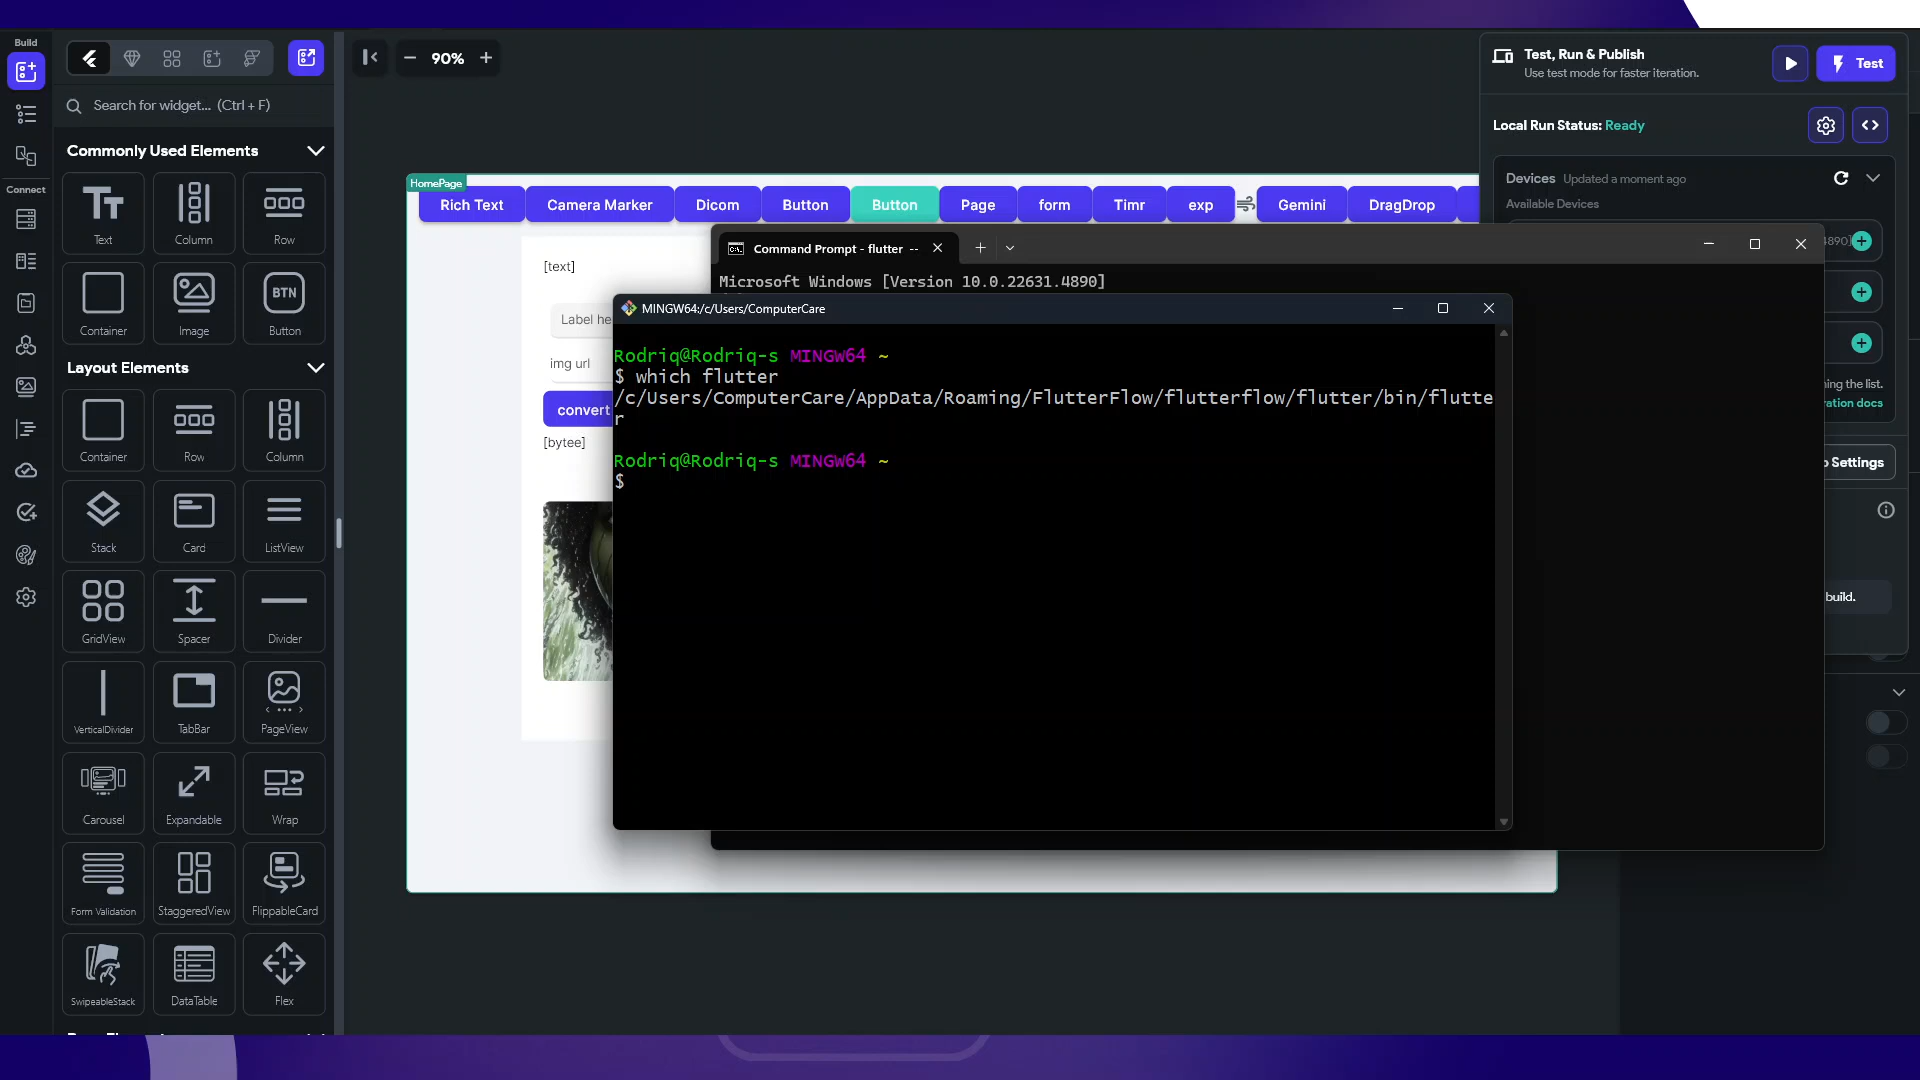 Build
90%
Test, Run & Publish
Use test mode for faster iteration.
Test
Search for widget... (Ctrl + F)
Local Run Status: Ready
Commonly Used Elements
Devices Updated a moment ago
Available Devices
Connect
HomePage
Rich Text
Camera Marker
Dicom
Button
Button
Page
form
Timr
exp
Gemini
DragDrop
Text
Column
Row
Command Prompt - flutter --
4890]
Microsoft Windows [Version 10.0.22631.4890]
[text]
MINGW64:/c/Users/ComputerCare
Label he
Container
Image
Button
Rodriq@Rodriq-s MINGW64 ~
$ which flutter
/c/Users/ComputerCare/AppData/Roaming/FlutterFlow/flutterflow/flutter/bin/flutte
r
img url
Layout Elements
the list.
docs
convert
[bytee]
Container
Row
Column
Rodriq@Rodriq-s MINGW64 ~
$
Settings
Stack
Card
ListView
build.
GridView
Spacer
Divider
VerticalDivider
TabBar
PageView
Carousel
Expandable
Wrap
Form Validation
StaggeredView
FlippableCard
SwipeableStack
DataTable
Flex